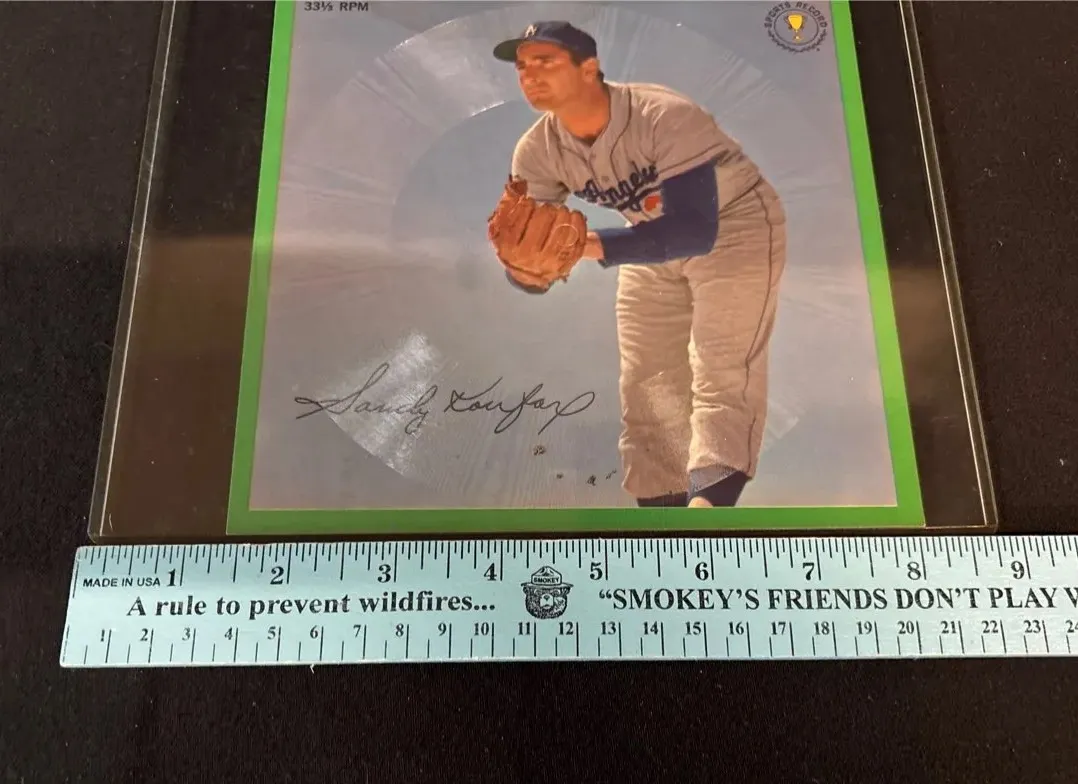 33⅓ RPM
SPORTS RECORD
Los Angeles
Sandy Koufax
1 2 3 4 5 6 7 8 9
MADE IN USA
SMOKEY
A rule to prevent wildfires... "SMOKEY'S FRIENDS DON'T PLAY W
1 2 3 4 5 6 7 8 9 10 11 12 13 14 15 16 17 18 19 20 21 22 23 24